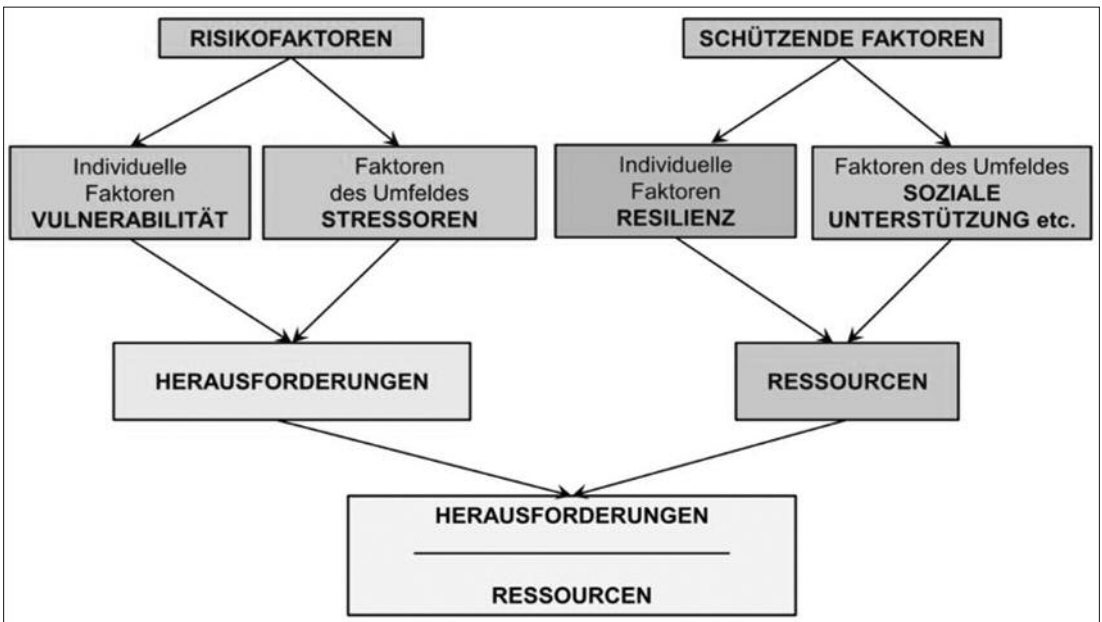 RISIKOFAKTOREN
SCHÜTZENDE FAKTOREN
Individuelle
Faktoren
VULNERABILITÄT
Faktoren
des Umfeldes
STRESSOREN
Individuelle
Faktoren
RESILIENZ
Faktoren des Umfeldes
SOZIALE
UNTERSTÜTZUNG etc.
HERAUSFORDERUNGEN
RESSOURCEN
HERAUSFORDERUNGEN
RESSOURCEN